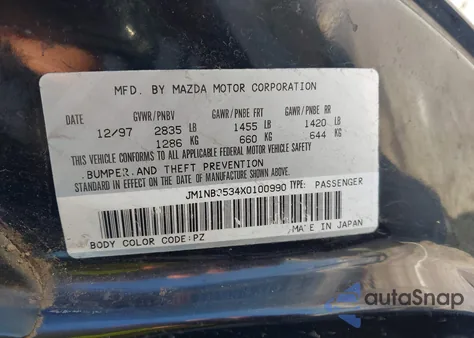 MFD. BY MAZDA MOTOR CORPORATION
DATE GVWR/PNBV GAWR/PNBE FRT GAWR/PNBE RR
12/97 2835 LB 1455 LB 1420 LB
1286 KG 660 KG 644 KG
THIS VEHICLE CONFORMS TO ALL APPLICABLE FEDERAL MOTOR VEHICLE SAFETY
BUMPER AND THEFT PREVENTION
STANDARD IN EFFECT ON THE DATE OF MANUFACTURE SHOWN ABOVE.
JM1NB3534X0100990 TYPE: PASSENGER
BODY COLOR CODE:PZ MADE IN JAPAN
autoSnap